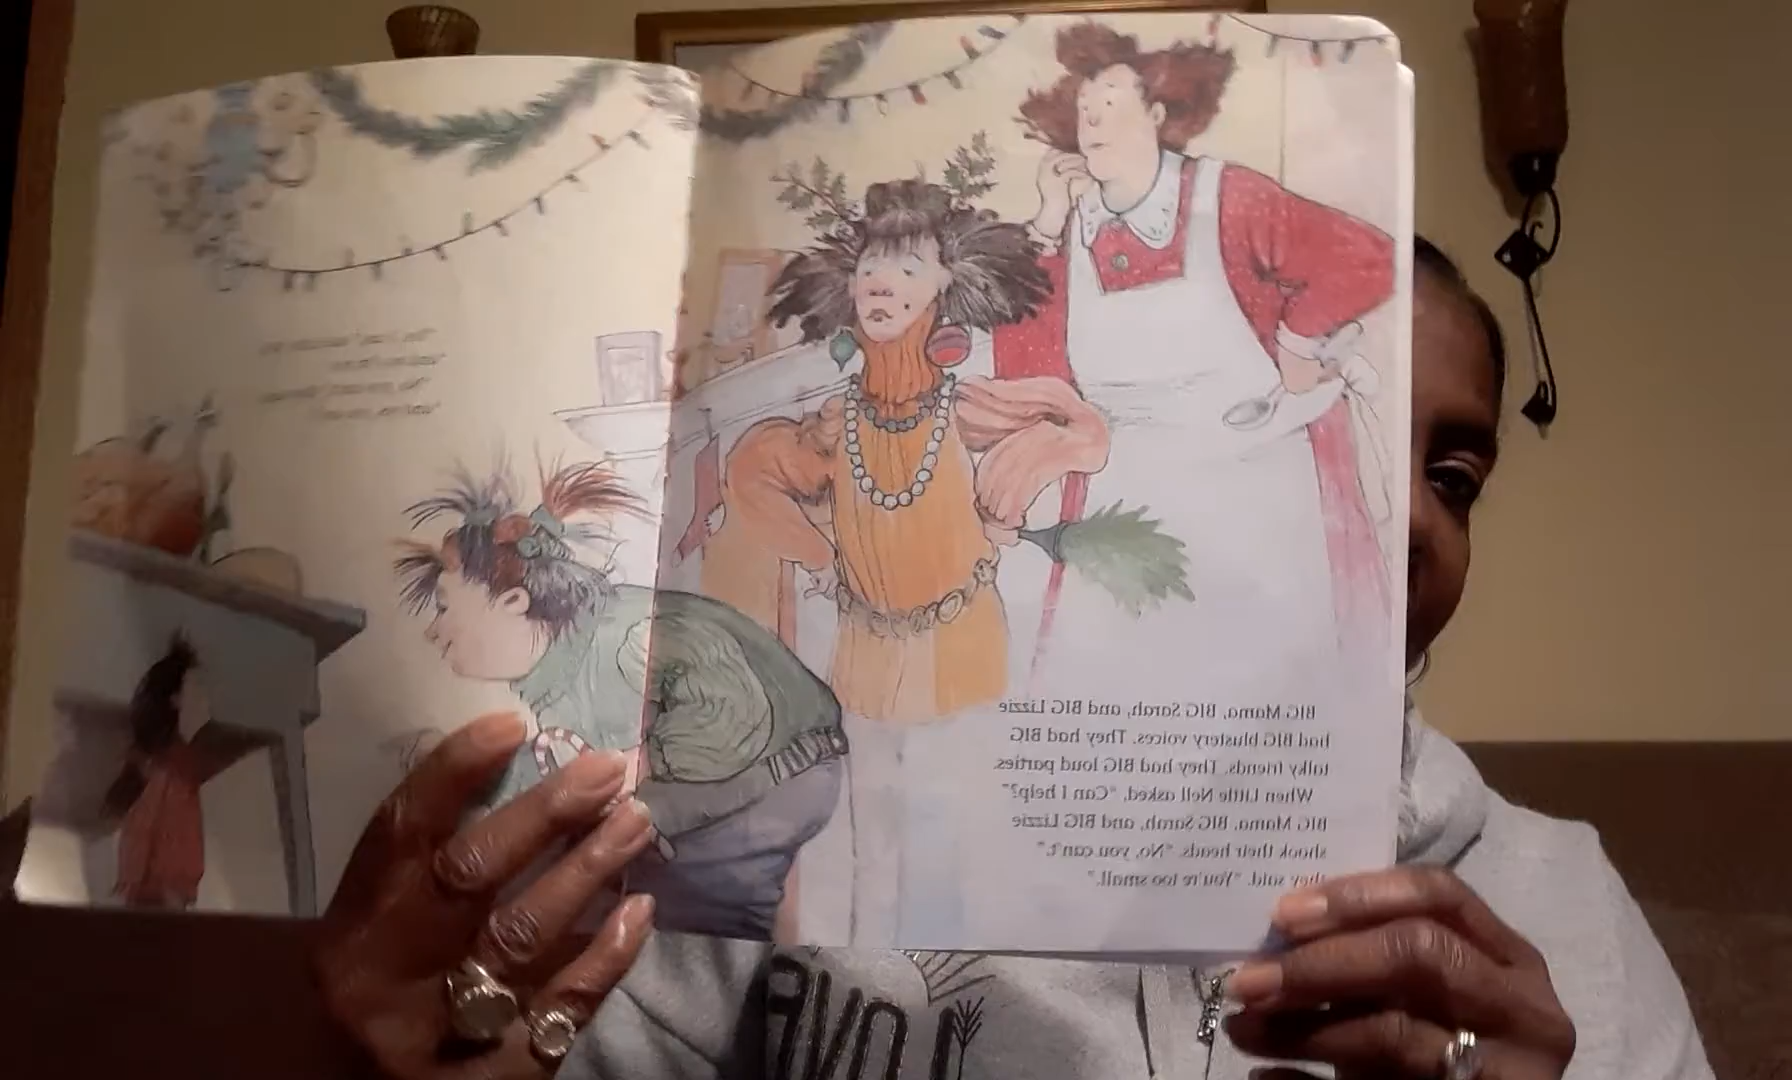 BIG Mama, BIG Sarah, and BIG Lizzie
had BIG blustery voices. They had BIG
talky friends. They had BIG loud parties.
When Little Nell asked, "Can I help?"
BIG Mama, BIG Sarah, and BIG Lizzie
shook their heads. "No, you can't,"
they said. "You're too small."
LOVE